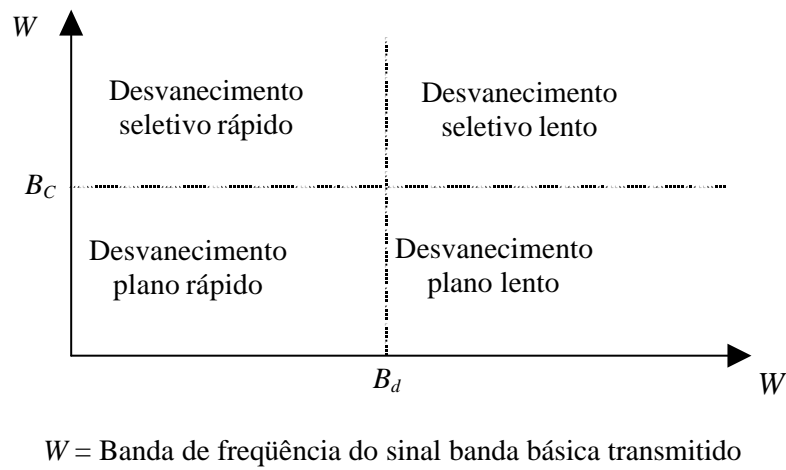 W
Desvanecimento
seletivo rápido
Desvanecimento
seletivo lento
B_C
Desvanecimento
plano rápido
Desvanecimento
plano lento
B_d
W
W = Banda de freqüência do sinal banda básica transmitido